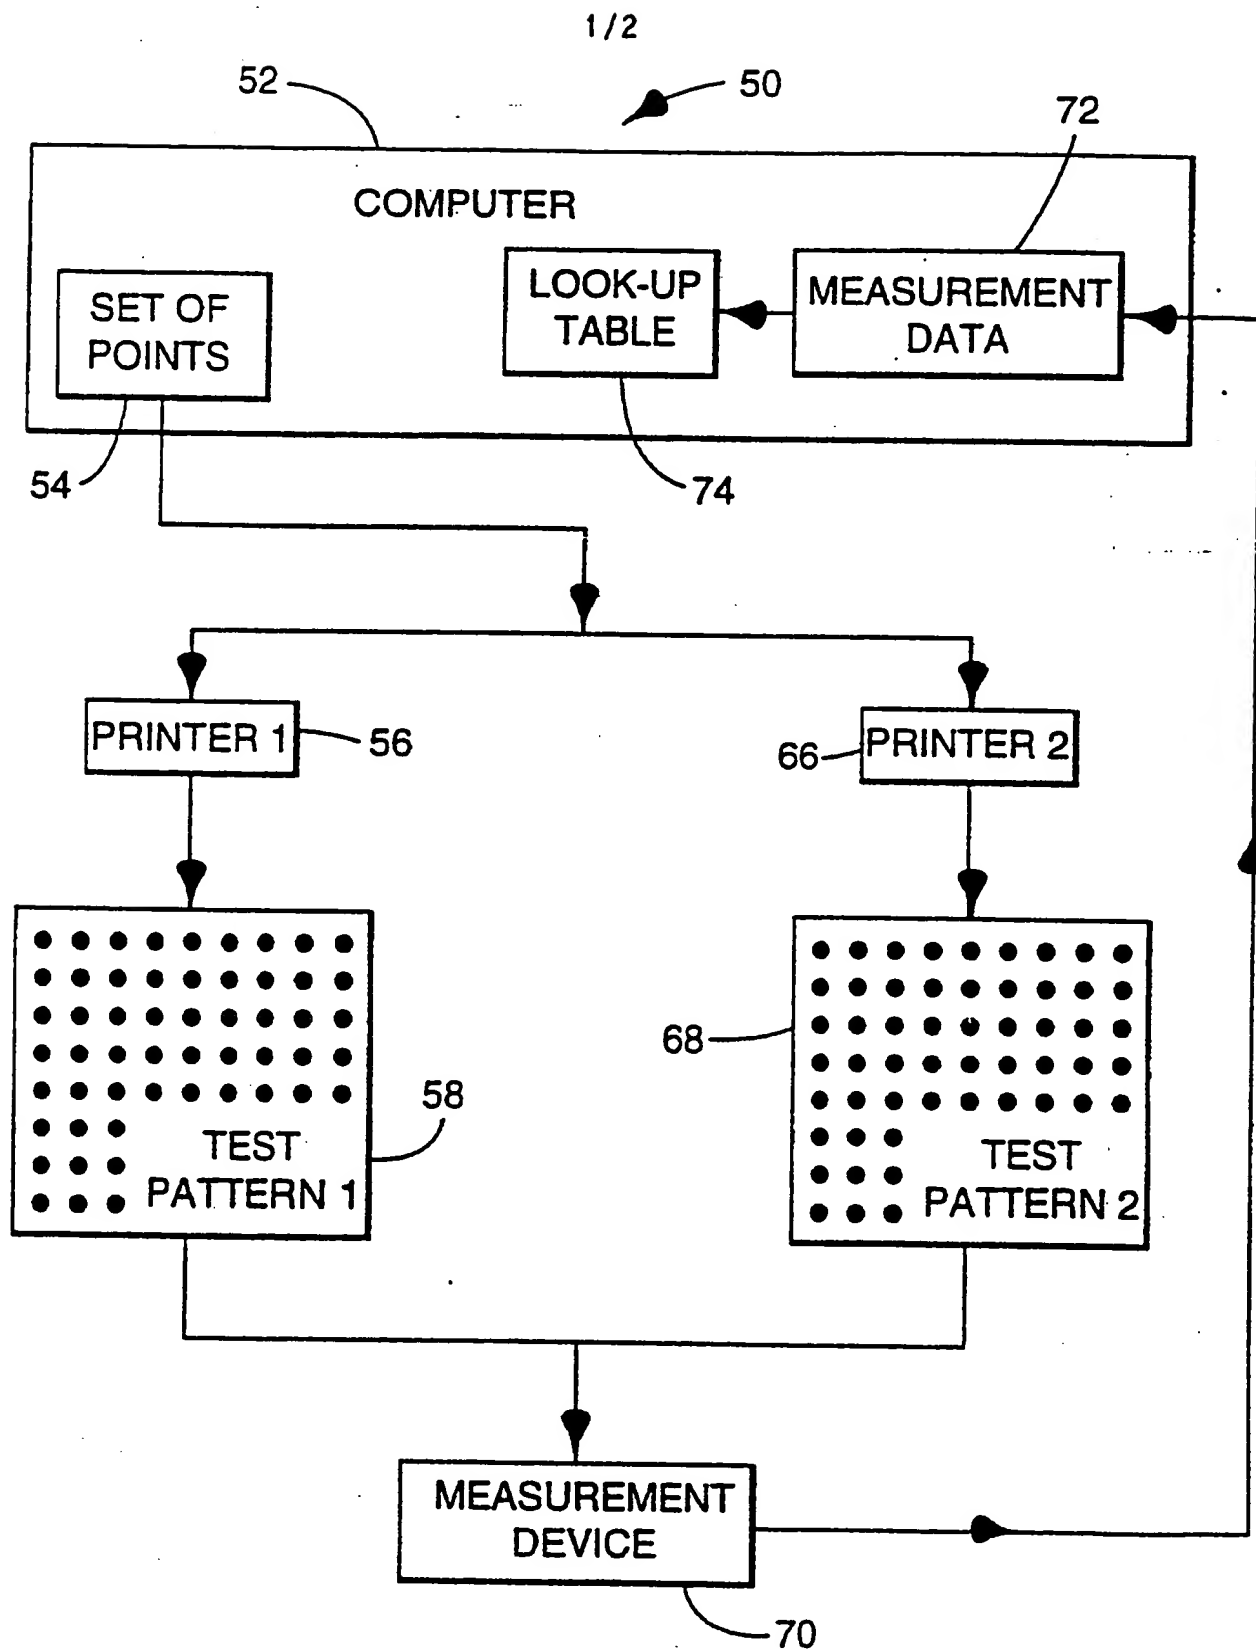 1/2
52
50
72
COMPUTER
SET OF
POINTS
LOOK-UP
TABLE
MEASUREMENT
DATA
54
74
PRINTER 1
56
66
PRINTER 2
58
68
TEST
PATTERN 1
TEST
PATTERN 2
MEASUREMENT
DEVICE
70